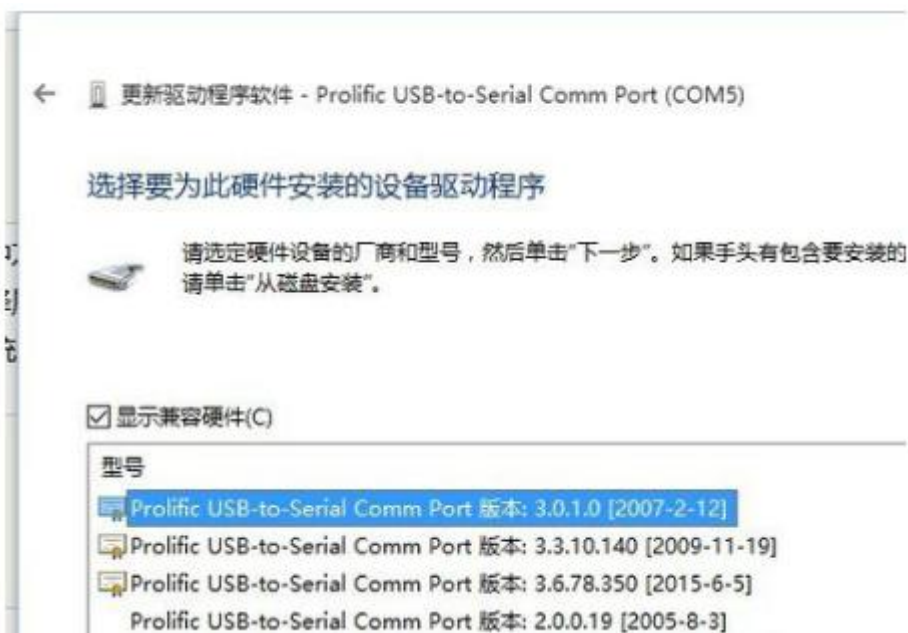 更新驱动程序软件 - Prolific USB-to-Serial Comm Port (COM5)
选择要为此硬件安装的设备驱动程序
请选定硬件设备的厂商和型号，然后单击“下一步”。如果手头有包含要安装的
请单击“从磁盘安装”。
显示兼容硬件(C)
型号
Prolific USB-to-Serial Comm Port 版本: 3.0.1.0 [2007-2-12]
Prolific USB-to-Serial Comm Port 版本: 3.3.10.140 [2009-11-19]
Prolific USB-to-Serial Comm Port 版本: 3.6.78.350 [2015-6-5]
Prolific USB-to-Serial Comm Port 版本: 2.0.0.19 [2005-8-3]